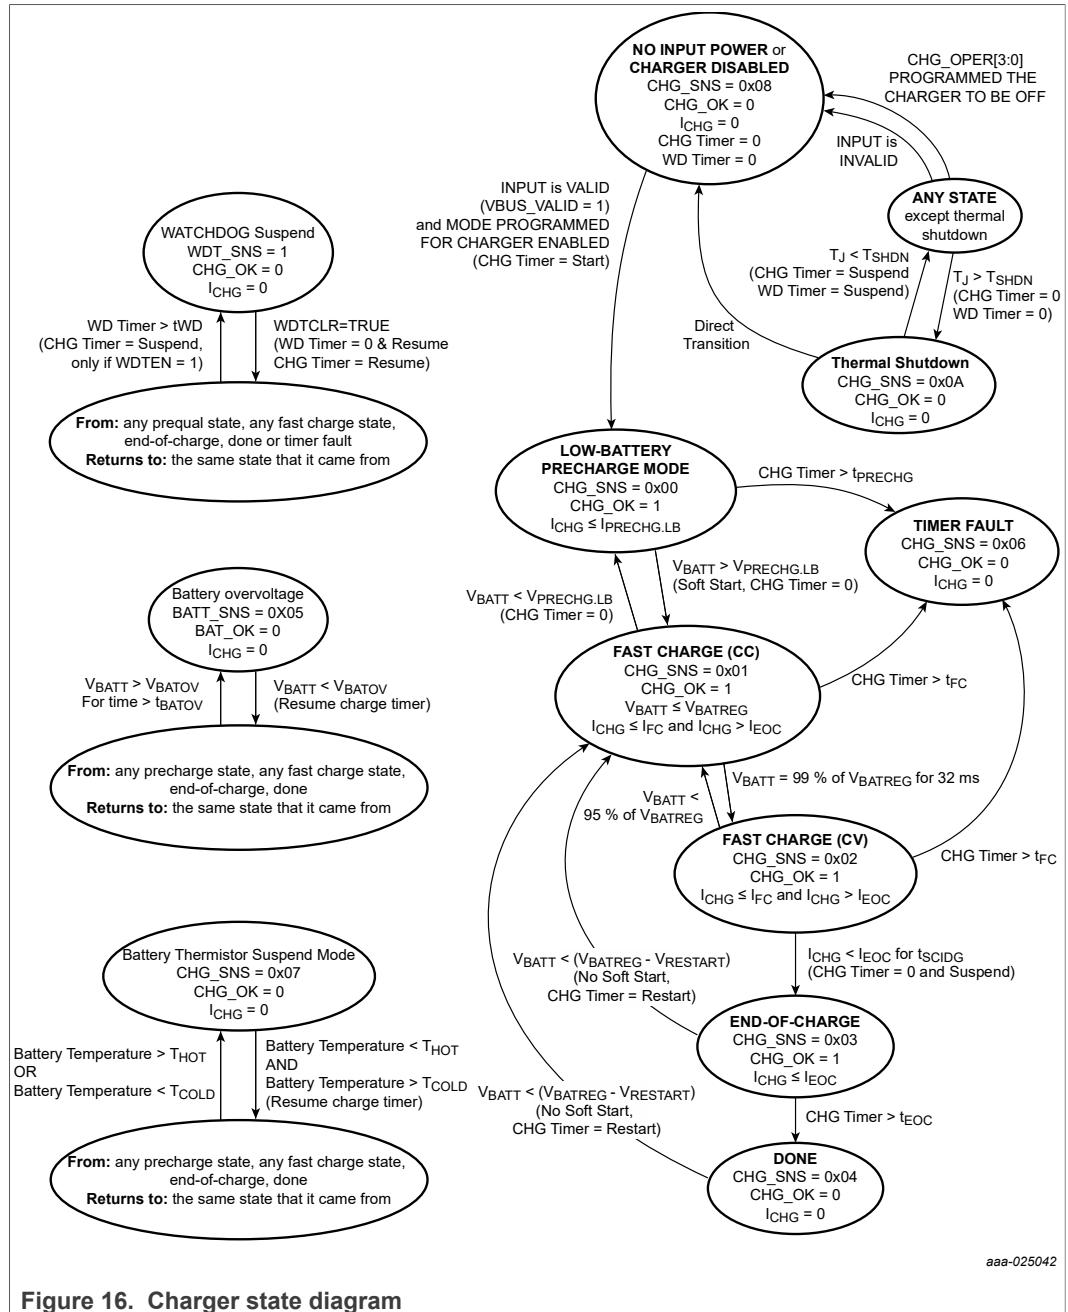 NO INPUT POWER or
CHARGER DISABLED
CHG_SNS = 0x08
CHG_OK = 0
ICHG = 0
CHG Timer = 0
WD Timer = 0
CHG_OPER[3:0]
PROGRAMMED THE
CHARGER TO BE OFF
INPUT is
INVALID
ANY STATE
except thermal
shutdown
INPUT is VALID
(VBUS_VALID = 1)
and MODE PROGRAMMED
FOR CHARGER ENABLED
(CHG Timer = Start)
TJ < TSHDN
(CHG Timer = Suspend
WD Timer = Suspend)
TJ > TSHDN
(CHG Timer = 0
WD Timer = 0)
Direct
Transition
Thermal Shutdown
CHG_SNS = 0x0A
CHG_OK = 0
ICHG = 0
WATCHDOG Suspend
WDT_SNS = 1
CHG_OK = 0
ICHG = 0
WD Timer > tWD
(CHG Timer = Suspend,
only if WDTEN = 1)
WDTCLR=TRUE
(WD Timer = 0 & Resume
CHG Timer = Resume)
From: any prequal state, any fast charge state,
end-of-charge, done or timer fault
Returns to: the same state that it came from
LOW-BATTERY
PRECHARGE MODE
CHG_SNS = 0x00
CHG_OK = 1
ICHG ≤ IPRECHG.LB
CHG Timer > tPRECHG
TIMER FAULT
CHG_SNS = 0x06
CHG_OK = 0
ICHG = 0
VBATT > VPRECHG.LB
(Soft Start, CHG Timer = 0)
VBATT < VPRECHG.LB
(CHG Timer = 0)
Battery overvoltage
BATT_SNS = 0X05
BAT_OK = 0
ICHG = 0
VBATT > VBATOV
For time > tBATOV
VBATT < VBATOV
(Resume charge timer)
From: any precharge state, any fast charge state,
end-of-charge, done
Returns to: the same state that it came from
FAST CHARGE (CC)
CHG_SNS = 0x01
CHG_OK = 1
VBATT ≤ VBATREG
ICHG ≤ IFC and ICHG > IEOC
CHG Timer > tFC
VBATT = 99 % of VBATREG for 32 ms
VBATT <
95 % of VBATREG
FAST CHARGE (CV)
CHG_SNS = 0x02
CHG_OK = 1
ICHG ≤ IFC and ICHG > IEOC
CHG Timer > tFC
ICHG < IEOC for tSCIDG
(CHG Timer = 0 and Suspend)
VBATT < (VBATREG - VRESTART)
(No Soft Start,
CHG Timer = Restart)
END-OF-CHARGE
CHG_SNS = 0x03
CHG_OK = 1
ICHG ≤ IEOC
VBATT < (VBATREG - VRESTART)
(No Soft Start,
CHG Timer = Restart)
CHG Timer > tEOC
DONE
CHG_SNS = 0x04
CHG_OK = 0
ICHG = 0
Battery Thermistor Suspend Mode
CHG_SNS = 0x07
CHG_OK = 0
ICHG = 0
Battery Temperature > THOT
OR
Battery Temperature < TCOLD
Battery Temperature < THOT
AND
Battery Temperature > TCOLD
(Resume charge timer)
From: any precharge state, any fast charge state,
end-of-charge, done
Returns to: the same state that it came from
aaa-025042
Figure 16. Charger state diagram